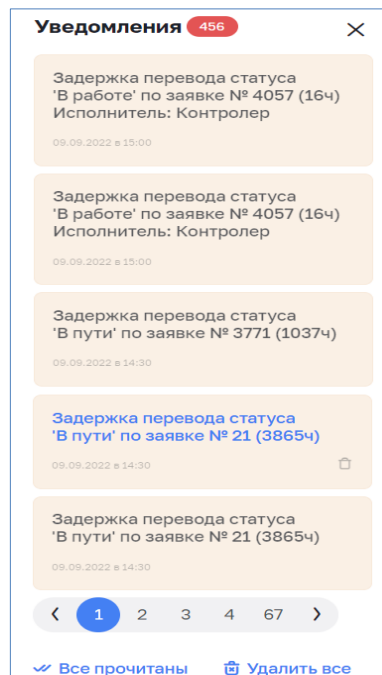 Уведомления 456
Задержка перевода статуса
'В работе' по заявке № 4057 (16ч)
Исполнитель: Контролер
09.09.2022 в 15:00
Задержка перевода статуса
'В работе' по заявке № 4057 (16ч)
Исполнитель: Контролер
09.09.2022 в 15:00
Задержка перевода статуса
'В пути' по заявке № 3771 (1037ч)
09.09.2022 в 14:30
Задержка перевода статуса
'В пути' по заявке № 21 (3865ч)
09.09.2022 в 14:30
Задержка перевода статуса
'В пути' по заявке № 21 (3865ч)
09.09.2022 в 14:30
1 2 3 4 67
Все прочитаны Удалить все